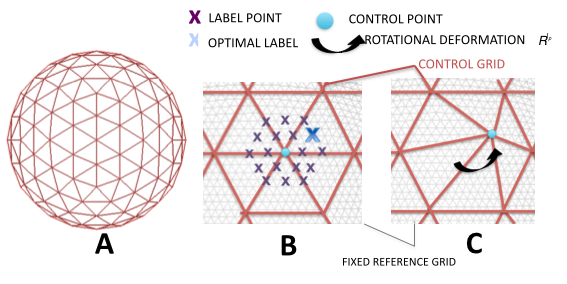 X LABEL POINT
CONTROL POINT
X OPTIMAL LABEL
ROTATIONAL DEFORMATION
CONTROL GRID
A
B
C
FIXED REFERENCE GRID